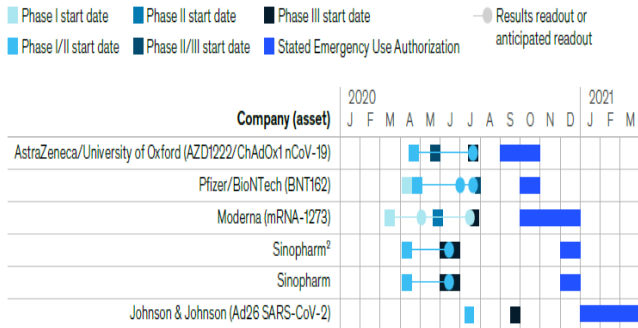 Phase I start date Phase II start date Phase III start date Results readout or
anticipated readout
Phase I/II start date Phase II/III start date Stated Emergency Use Authorization
2020 2021
Company (asset) J F M A M J J A S O N D J F M
AstraZeneca/University of Oxford (AZD1222/ChAdOx1 nCoV-19)
Pfizer/BioNTech (BNT162)
Moderna (mRNA-1273)
Sinopharm²
Sinopharm
Johnson & Johnson (Ad26 SARS-CoV-2)